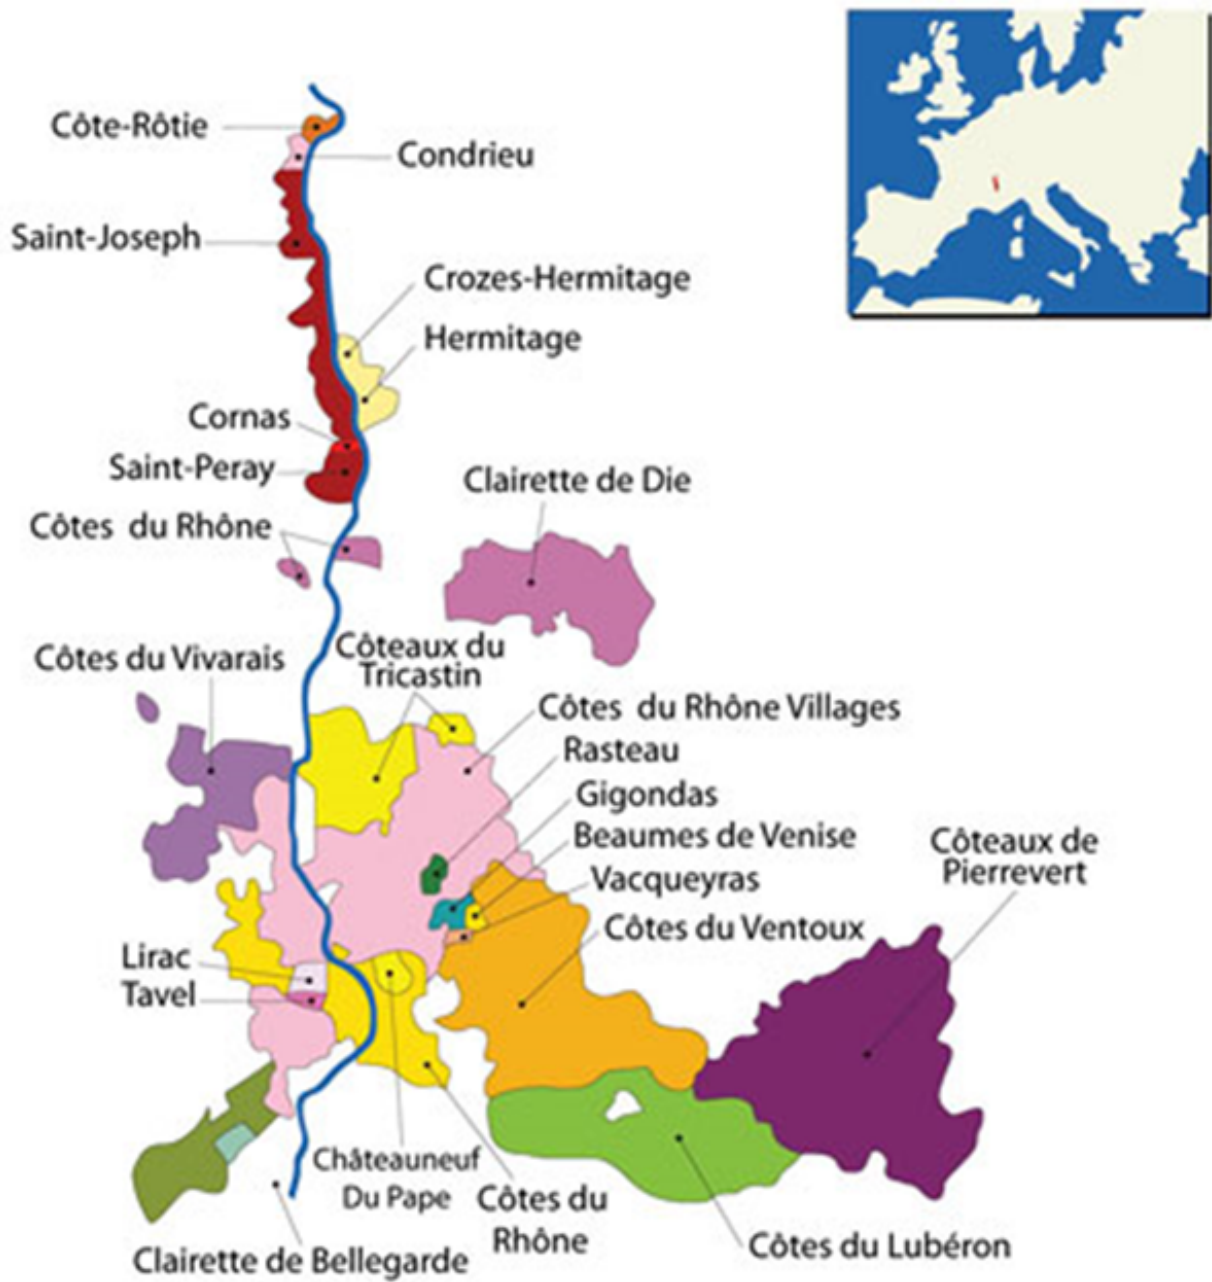 Côte-Rôtie
Condrieu
Saint-Joseph
Crozes-Hermitage
Hermitage
Cornas
Saint-Peray
Clairette de Die
Côtes du Rhône
Côtes du Vivarais
Côteaux du
Tricastin
Côtes du Rhône Villages
Rasteau
Gigondas
Beaumes de Venise
Côteaux de
Pierrevert
Vacqueyras
Côtes du Ventoux
Lirac
Tavel
Châteauneuf
Du Pape
Côtes du
Rhône
Clairette de Bellegarde
Côtes du Lubéron